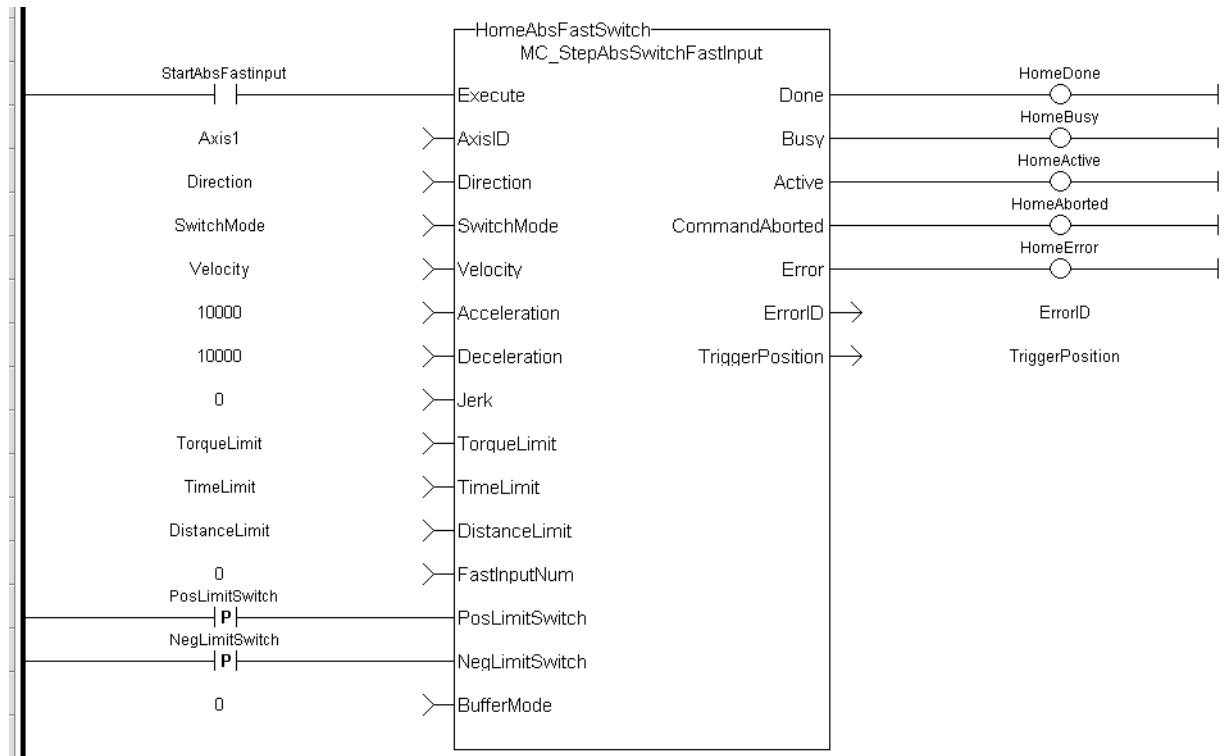 HomeAbsFastSwitch
MC_StepAbsSwitchFastInput
StartAbsFastInput
Execute
Done
HomeDone
Axis1
AxisID
Busy
HomeBusy
Direction
Direction
Active
HomeActive
SwitchMode
SwitchMode
CommandAborted
HomeAborted
Velocity
Velocity
Error
HomeError
10000
Acceleration
ErrorID
ErrorID
10000
Deceleration
TriggerPosition
TriggerPosition
0
Jerk
TorqueLimit
TorqueLimit
TimeLimit
TimeLimit
DistanceLimit
DistanceLimit
0
FastInputNum
PosLimitSwitch
P
PosLimitSwitch
NegLimitSwitch
P
NegLimitSwitch
0
BufferMode